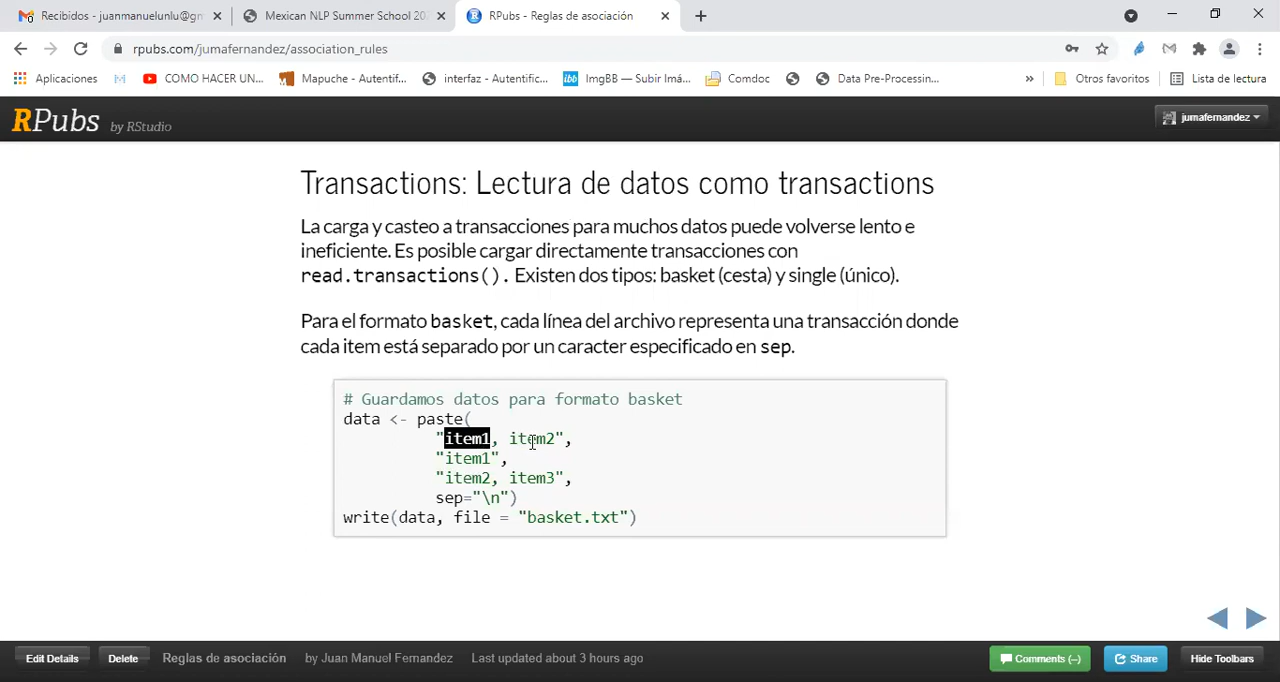 Recibidos - juanmanuelunlu@gm
Mexican NLP Summer School 202
RPubs - Reglas de asociación
rpubs.com/jumafernandez/association_rules
Aplicaciones
COMO HACER UN...
Mapuche - Autentif...
interfaz - Autentific...
ImgBB — Subir Imá...
Comdoc
Data Pre-Processin...
»
Otros favoritos
Lista de lectura
RPubs by RStudio
jumafernandez
Transactions: Lectura de datos como transactions
La carga y casteo a transacciones para muchos datos puede volverse lento e
ineficiente. Es posible cargar directamente transacciones con
read.transactions(). Existen dos tipos: basket (cesta) y single (único).
Para el formato basket, cada línea del archivo representa una transacción donde
cada item está separado por un caracter especificado en sep.
# Guardamos datos para formato basket
data <- paste(
"item1, item2",
"item1",
"item2, item3",
sep="\n")
write(data, file = "basket.txt")
Edit Details
Delete
Reglas de asociación
by Juan Manuel Fernandez
Last updated about 3 hours ago
Comments (–)
Share
Hide Toolbars